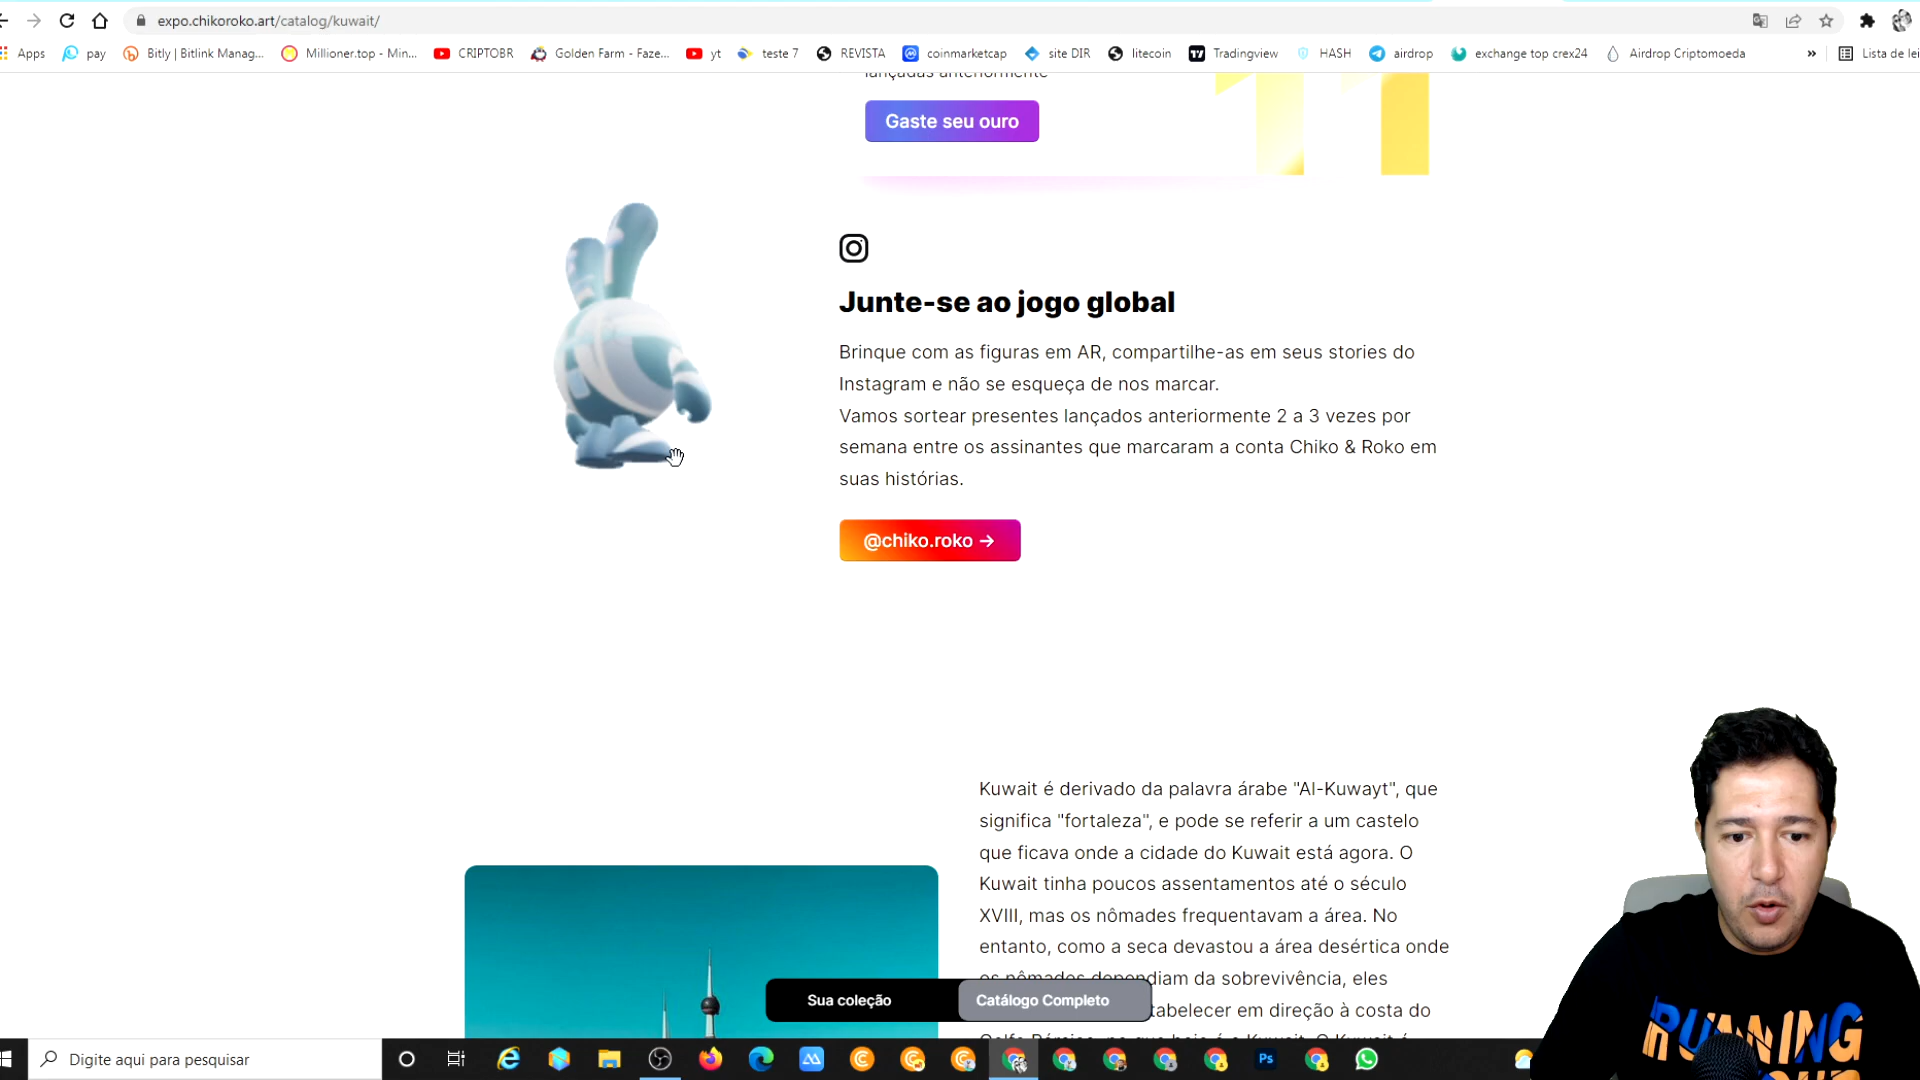 expo.chikoroko.art/catalog/kuwait/
Apps
pay
Bitly | Bitlink Manag...
Millioner.top - Min...
CRIPTOBR
Golden Farm - Faze...
yt
teste 7
REVISTA
coinmarketcap
site DIR
litecoin
Tradingview
HASH
airdrop
exchange top crex24
Airdrop Criptomoeda
»
Lista de lei
lançadas anteriormente
Gaste seu ouro
11
Junte-se ao jogo global
Brinque com as figuras em AR, compartilhe-as em seus stories do
Instagram e não se esqueça de nos marcar.
Vamos sortear presentes lançados anteriormente 2 a 3 vezes por
semana entre os assinantes que marcaram a conta Chiko & Roko em
suas histórias.
@chiko.roko →
Kuwait é derivado da palavra árabe "Al-Kuwayt", que
significa "fortaleza", e pode se referir a um castelo
que ficava onde a cidade do Kuwait está agora. O
Kuwait tinha poucos assentamentos até o século
XVIII, mas os nômades frequentavam a área. No
entanto, como a seca devastou a área desértica onde
os nômades dependiam da sobrevivência, eles
tabelecer em direção à costa do
Sua coleção
Catálogo Completo
Digite aqui para pesquisar
Ps
RUNNING